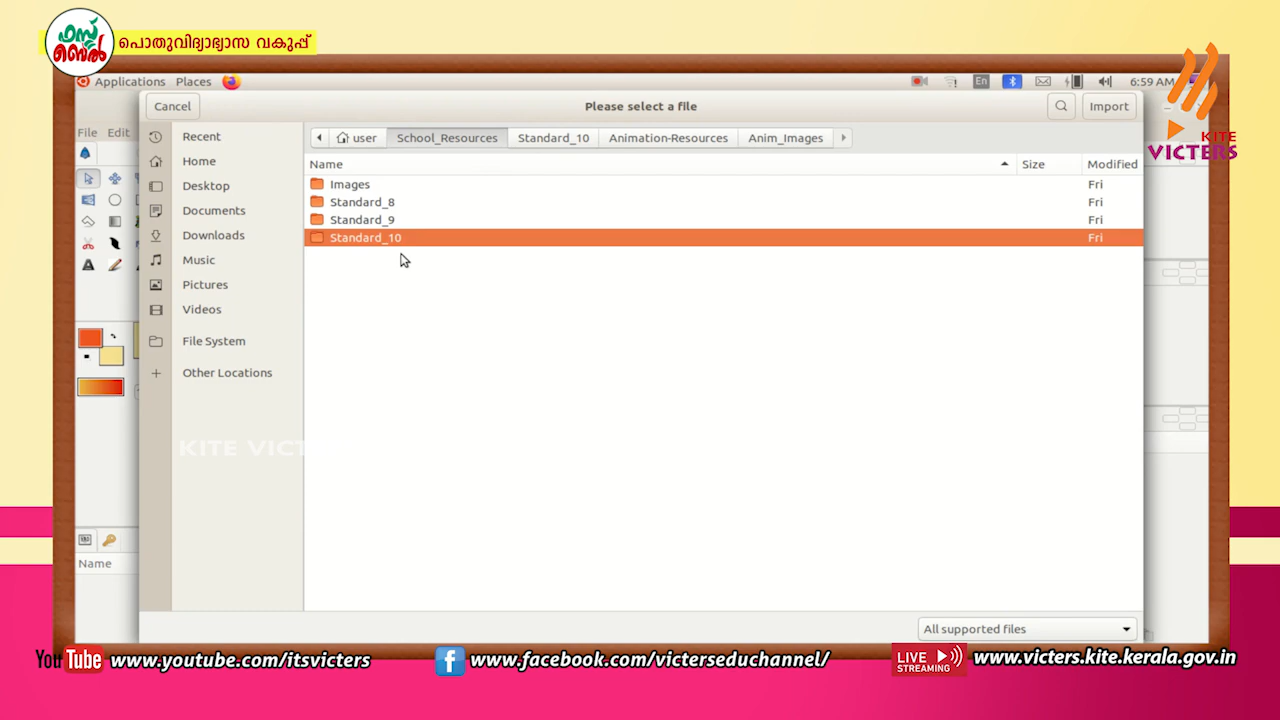 ഫസ്റ്റ്
ബെൽ
പൊതുവിദ്യാഭ്യാസ വകുപ്പ്
Applications Places
En
6:59 AM
KITE
VICTERS
Cancel
Please select a file
Import
File Edit
Recent
Home
Desktop
Documents
Downloads
Music
Pictures
Videos
File System
Other Locations
user School_Resources Standard_10 Animation-Resources Anim_Images
Name Size Modified
Images Fri
Standard_8 Fri
Standard_9 Fri
Standard_10 Fri
KITE VICT
Name
All supported files
You Tube www.youtube.com/itsvicters
f www.facebook.com/victerseduchannel/
LIVE
STREAMING
www.victers.kite.kerala.gov.in